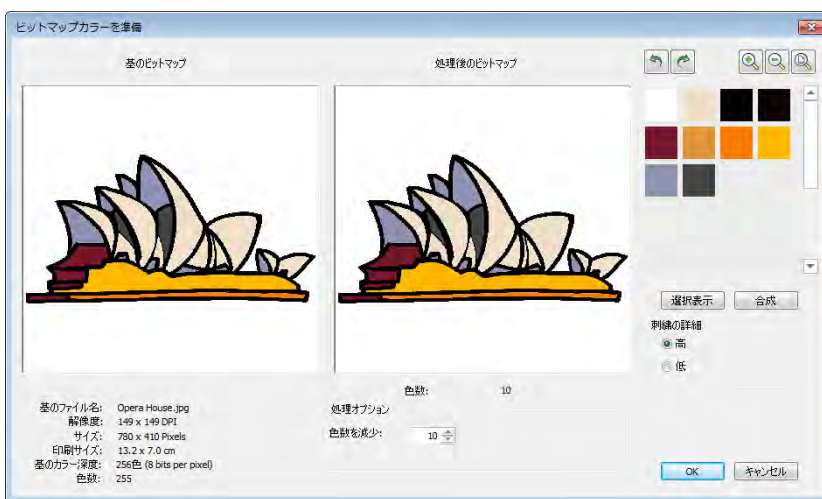 ビットマップカラーを準備
基のビットマップ
処理後のビットマップ
選択表示
合成
刺繍の詳細
高
低
色数: 10
処理オプション
色数を減少: 10
基のファイル名: Opera House.jpg
解像度: 149 x 149 DPI
サイズ: 780 x 410 Pixels
印刷サイズ: 13.2 x 7.0 cm
基のカラー深度: 256色 (8 bits per pixel)
色数: 255
OK
キャンセル